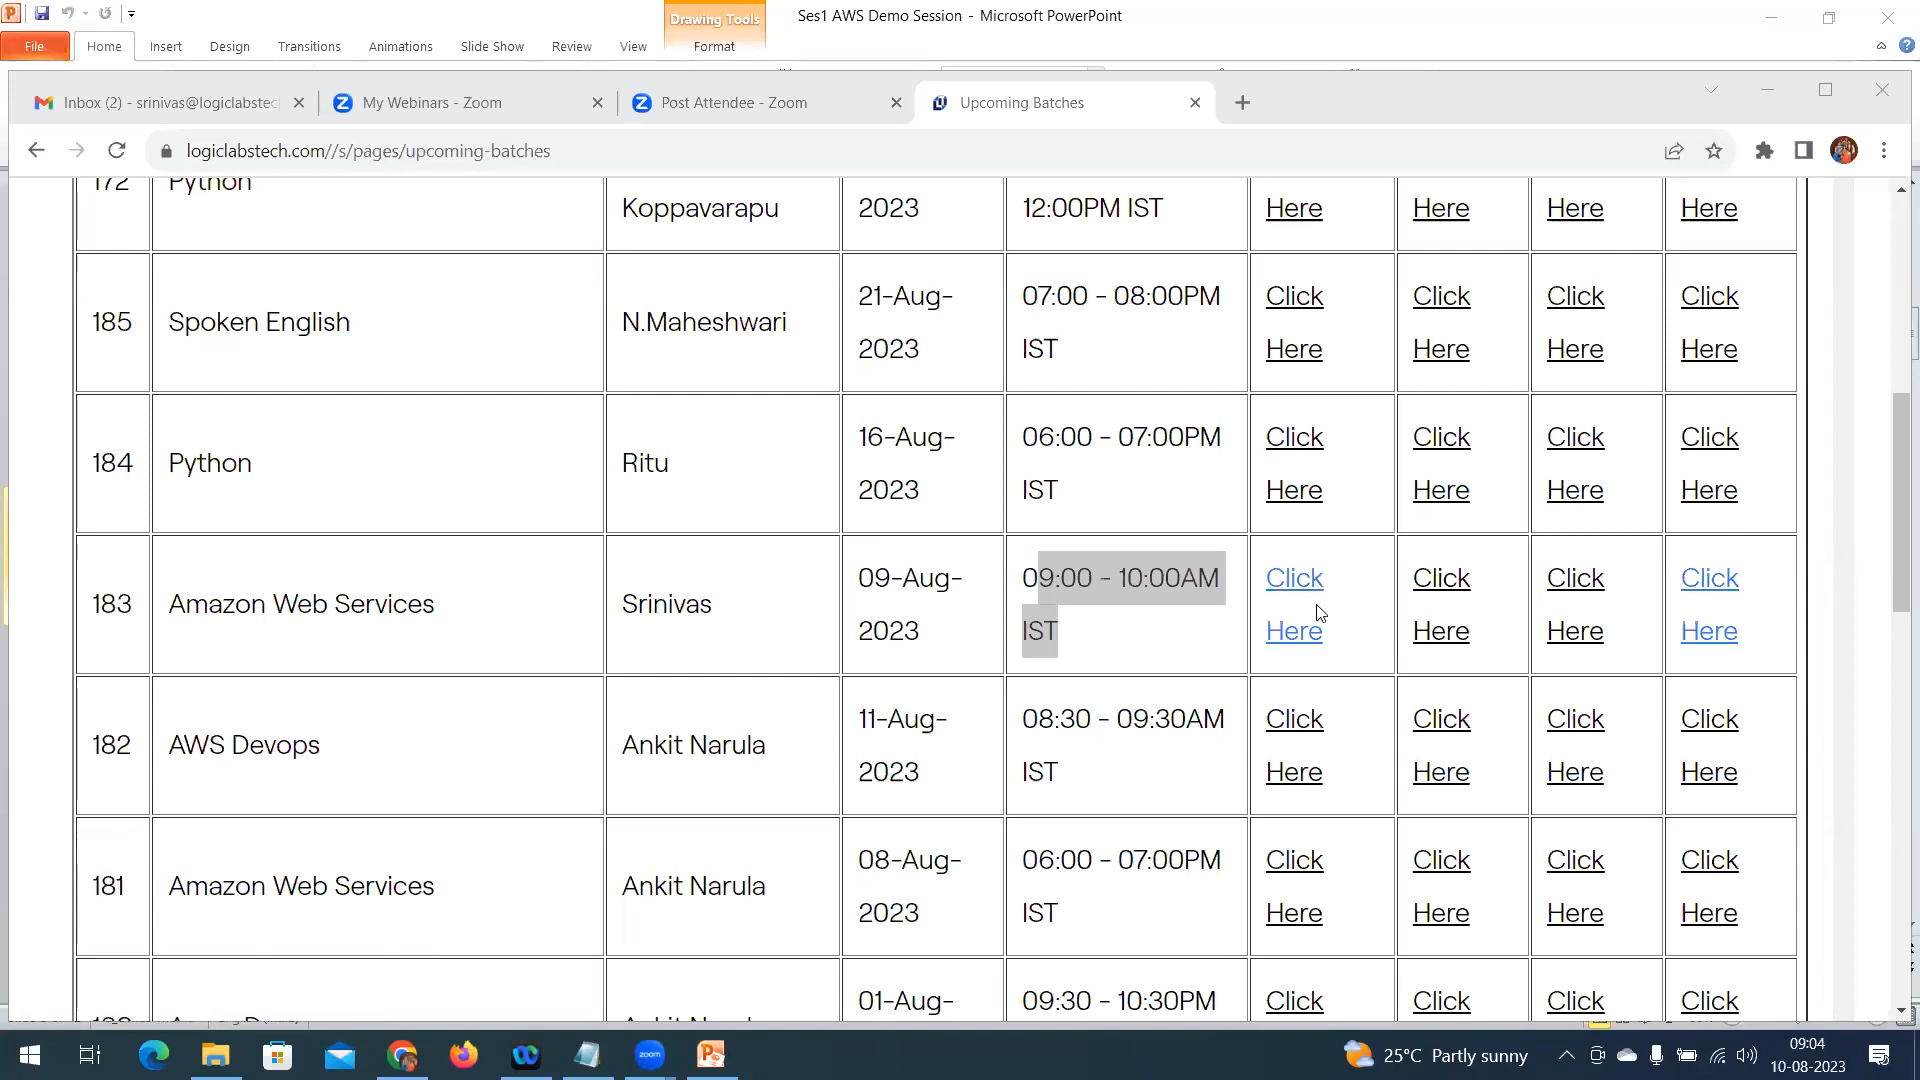 Drawing Tools
Ses1 AWS Demo Session - Microsoft PowerPoint
File Home Insert Design Transitions Animations Slide Show Review View Format
Inbox (2) - srinivas@logiclabstec
My Webinars - Zoom
Post Attendee - Zoom
Upcoming Batches
logiclabstech.com//s/pages/upcoming-batches
172 Python Koppavarapu 2023 12:00PM IST Here Here Here Here
21-Aug- 07:00 - 08:00PM Click Click Click Click
185 Spoken English N.Maheshwari
2023 IST Here Here Here Here
16-Aug- 06:00 - 07:00PM Click Click Click Click
184 Python Ritu
2023 IST Here Here Here Here
09-Aug- 09:00 - 10:00AM Click Click Click Click
183 Amazon Web Services Srinivas
2023 IST Here Here Here Here
11-Aug- 08:30 - 09:30AM Click Click Click Click
182 AWS Devops Ankit Narula
2023 IST Here Here Here Here
08-Aug- 06:00 - 07:00PM Click Click Click Click
181 Amazon Web Services Ankit Narula
2023 IST Here Here Here Here
01-Aug- 09:30 - 10:30PM Click Click Click Click
zoom
25°C Partly sunny
09:04
10-08-2023